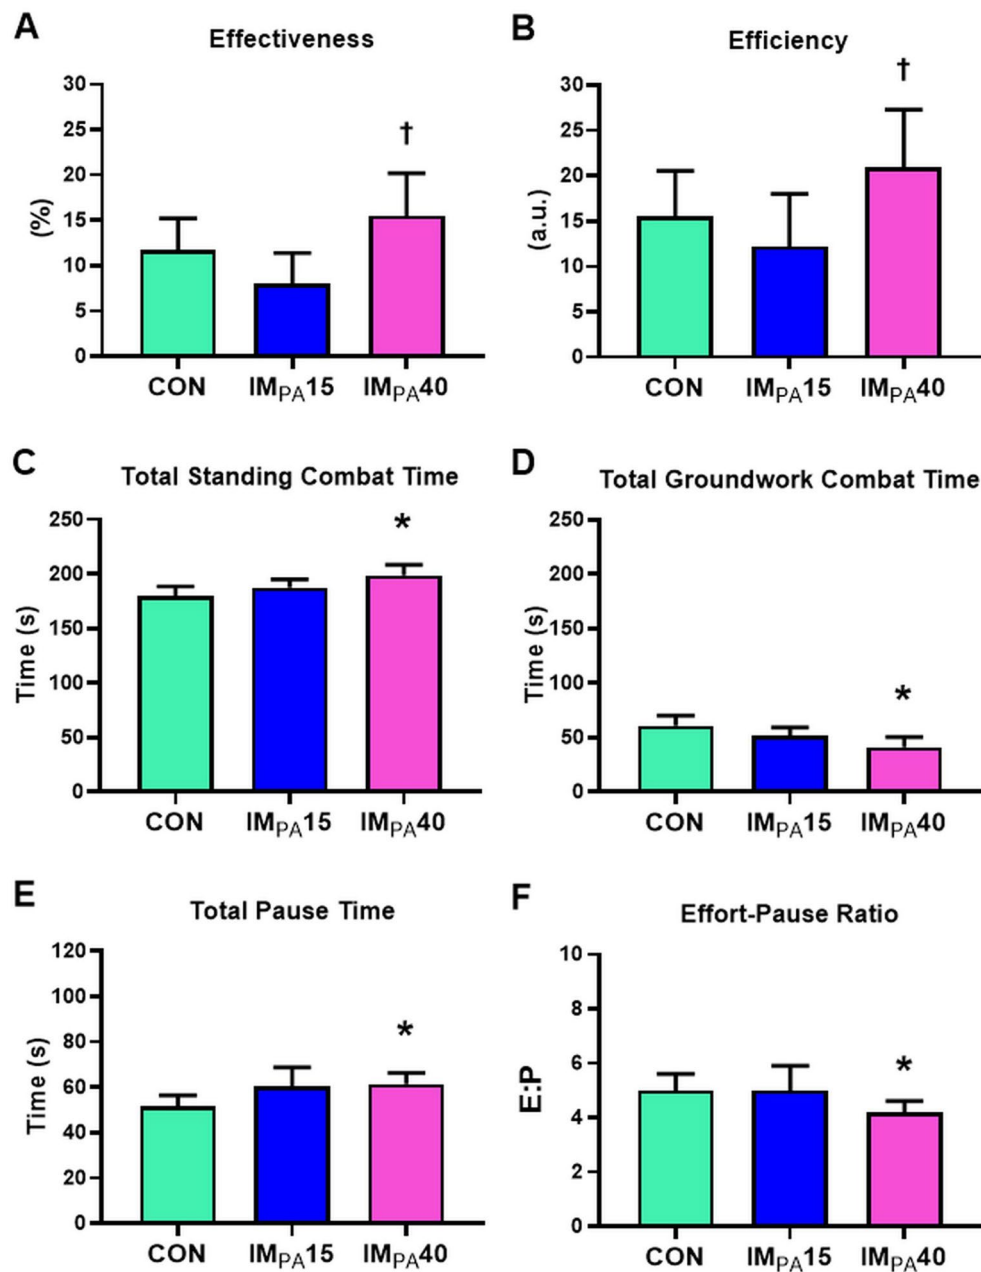 A
Effectiveness
(%)
30
25
20
15
10
5
0
†
CON IMPA15 IMPA40
B
Efficiency
(a.u.)
30
25
20
15
10
5
0
†
CON IMPA15 IMPA40
C
Total Standing Combat Time
Time (s)
250
200
150
100
50
0
*
CON IMPA15 IMPA40
D
Total Groundwork Combat Time
Time (s)
250
200
150
100
50
0
*
CON IMPA15 IMPA40
E
Total Pause Time
Time (s)
120
100
80
60
40
20
0
*
CON IMPA15 IMPA40
F
Effort-Pause Ratio
E:P
10
8
6
4
2
0
*
CON IMPA15 IMPA40